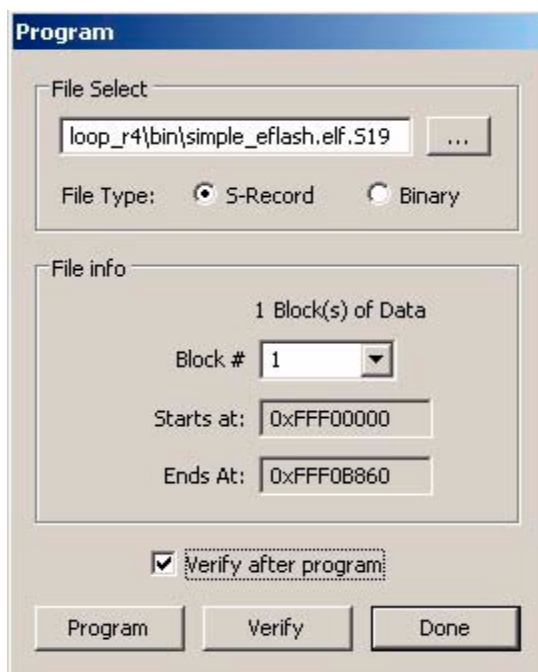 Program
File Select
loop_r4\bin\simple_eflash.elf.S19 ...
File Type: S-Record Binary
File info
1 Block(s) of Data
Block # 1
Starts at: 0xFFF00000
Ends At: 0xFFF0B860
Verify after program
Program Verify Done